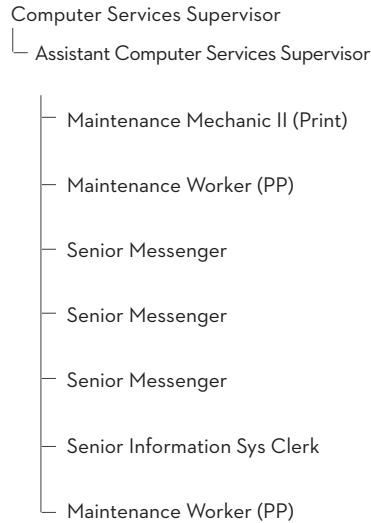 Computer Services Supervisor
Assistant Computer Services Supervisor
Maintenance Mechanic II (Print)
Maintenance Worker (PP)
Senior Messenger
Senior Messenger
Senior Messenger
Senior Information Sys Clerk
Maintenance Worker (PP)